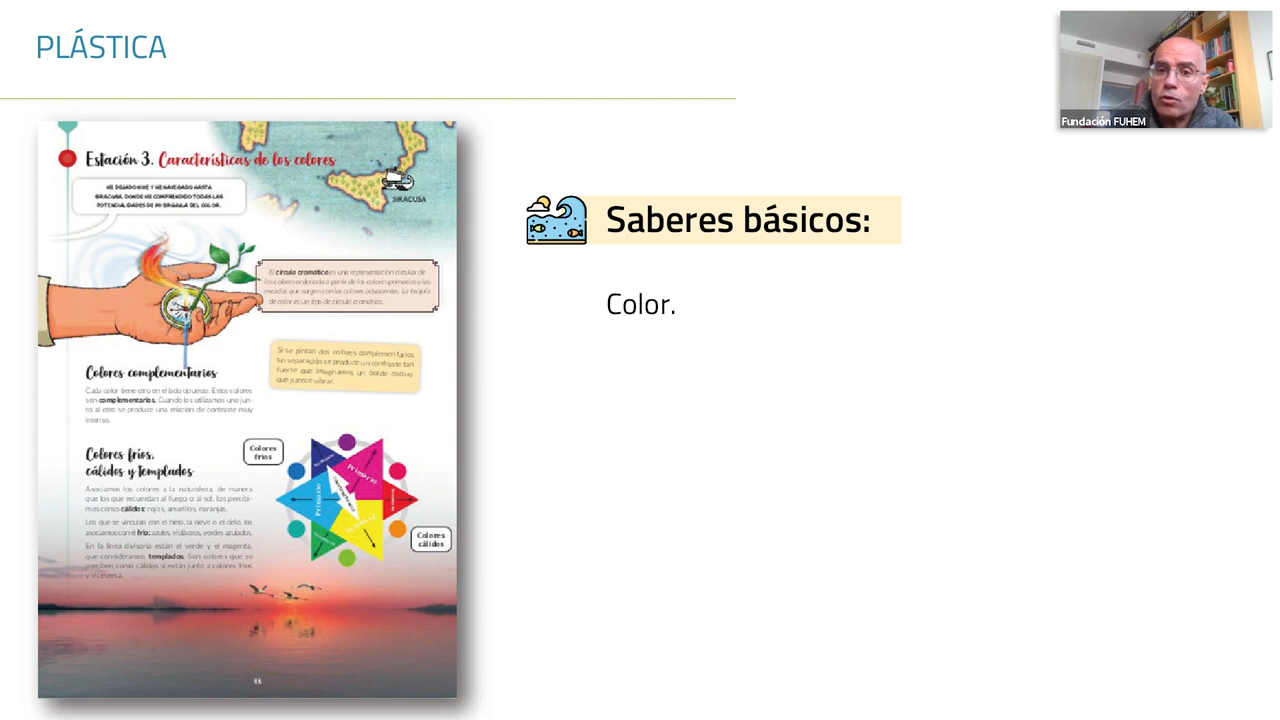 PLÁSTICA
Fundación FUHEM
Estación 3. Características de los colores
HE DEJADO NIKE Y HE NAVEGADO HASTA
SIRACUSA, DONDE HE COMPRENDIDO TODAS LAS
POTENCIALIDADES DE MI BRÚJULA DEL COLOR.
SIRACUSA
El círculo cromático es una representación circular de
los colores ordenada a partir de los colores primarios y las
mezclas que surgen con los colores adyacentes. La brújula
de color es un tipo de círculo cromático.
Si se pintan dos colores complementarios
sin separación se produce un contraste tan
fuerte que imaginamos un borde oscuro
que parece vibrar.
Colores complementarios
Cada color tiene otro en el lado opuesto. Estos colores
son complementarios. Cuando los utilizamos uno jun-
to al otro se produce una relación de contraste muy
intenso.
Colores fríos,
cálidos y templados
Asociamos los colores a la naturaleza, de manera
que los que recuerdan al fuego o al sol, los percibi-
mos como cálidos: rojos, amarillos, naranjas.
Los que se vinculan con el hielo, la nieve o el cielo, los
asociamos con el frío: azules, violáceos, verdes azulados.
En la línea divisoria están el verde y el magenta,
que consideramos templados. Son colores que se
perciben como cálidos si están junto a colores fríos
y viceversa.
Colores
fríos
Primario
Primario
Colores
cálidos
Saberes básicos:
Color.